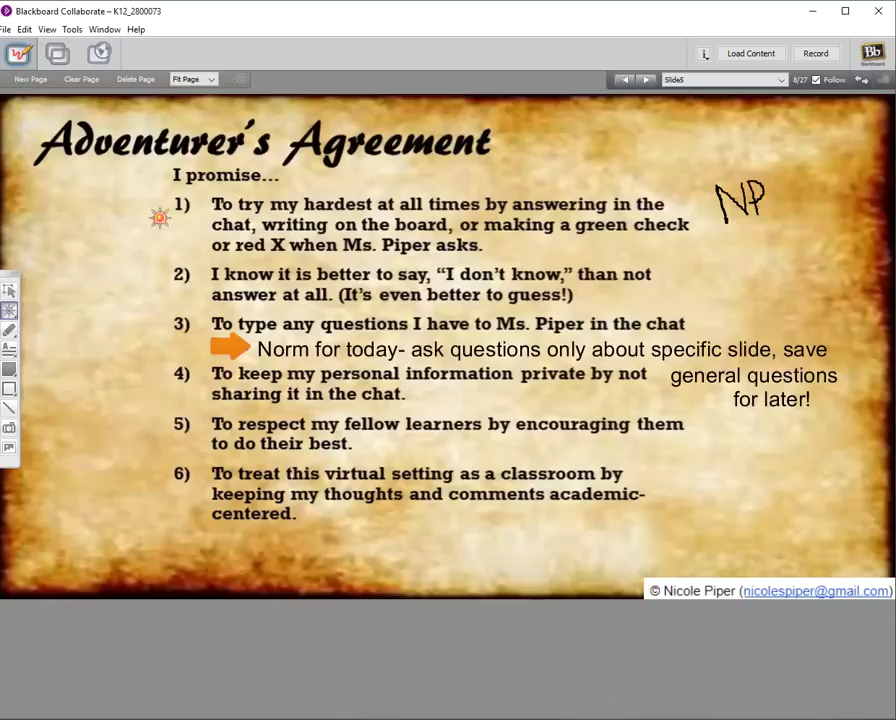 Blackboard Collaborate – K12_2800073
File Edit View Tools Window Help
Load Content Record Bb Blackboard
New Page Clear Page Delete Page Fit Page Slide5 8/27 Follow
Adventurer's Agreement
I promise...
NP
1) To try my hardest at all times by answering in the
chat, writing on the board, or making a green check
or red X when Ms. Piper asks.
2) I know it is better to say, “I don’t know,” than not
answer at all. (It’s even better to guess!)
3) To type any questions I have to Ms. Piper in the chat
Norm for today- ask questions only about specific slide, save
general questions
for later!
4) To keep my personal information private by not
sharing it in the chat.
5) To respect my fellow learners by encouraging them
to do their best.
6) To treat this virtual setting as a classroom by
keeping my thoughts and comments academic-
centered.
© Nicole Piper (nicolespiper@gmail.com)